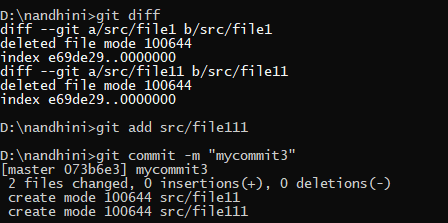 D:\nandhini>git diff
diff --git a/src/file1 b/src/file1
deleted file mode 100644
index e69de29..0000000
diff --git a/src/file11 b/src/file11
deleted file mode 100644
index e69de29..0000000
D:\nandhini>git add src/file111
D:\nandhini>git commit -m "mycommit3"
[master 073b6e3] mycommit3
2 files changed, 0 insertions(+), 0 deletions(-)
create mode 100644 src/file11
create mode 100644 src/file111